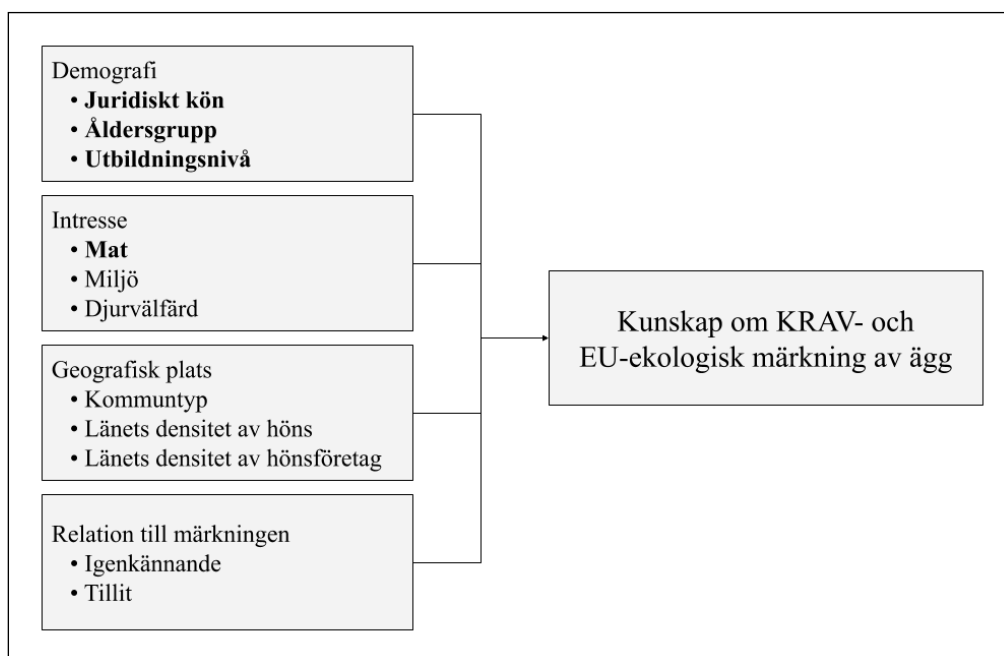 Demografi
• Juridiskt kön
• Åldersgrupp
• Utbildningsnivå
Intresse
• Mat
• Miljö
• Djurvälfärd
Geografisk plats
• Kommuntyp
• Länets densitet av höns
• Länets densitet av hönsföretag
Relation till märkningen
• Igenkännande
• Tillit
Kunskap om KRAV- och
EU-ekologisk märkning av ägg